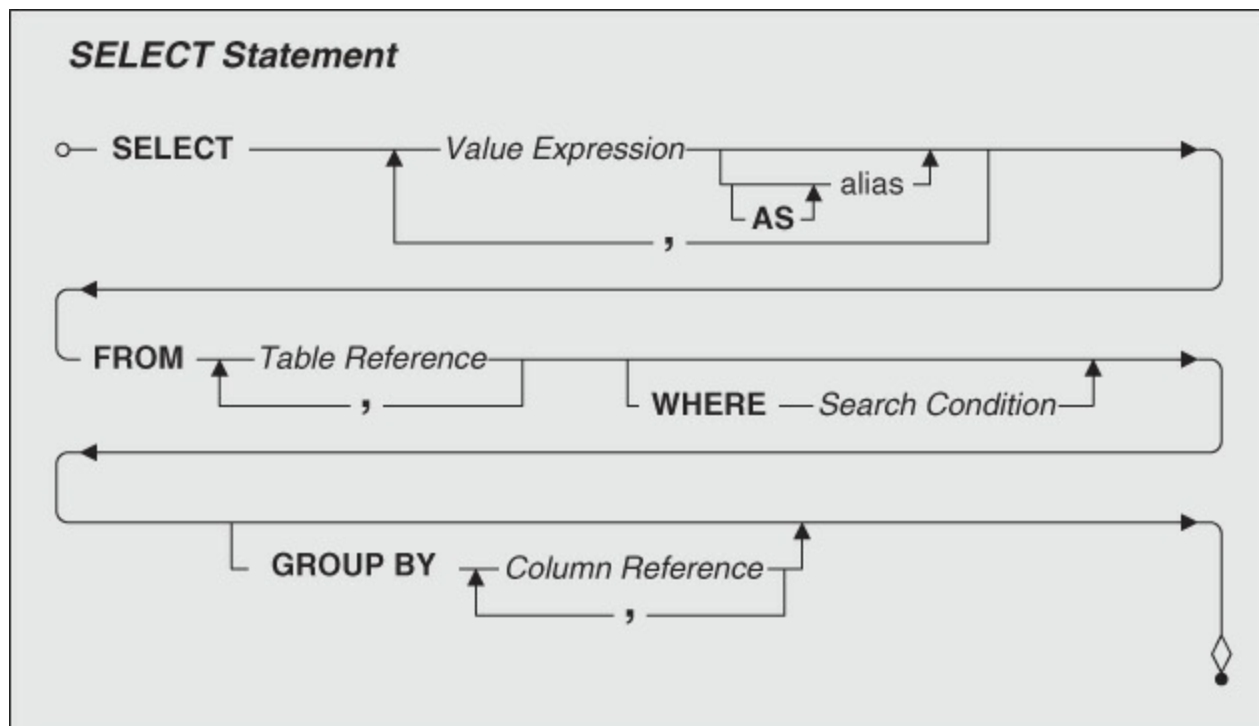 SELECT Statement
SELECT Value Expression
alias
AS
,
FROM Table Reference
, WHERE Search Condition
GROUP BY Column Reference
,